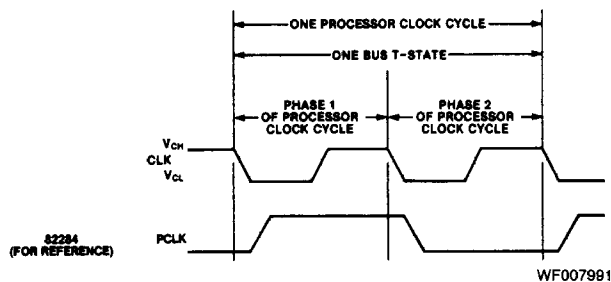 ONE PROCESSOR CLOCK CYCLE
ONE BUS T-STATE
PHASE 1
OF PROCESSOR
CLOCK CYCLE
PHASE 2
OF PROCESSOR
CLOCK CYCLE
VCH
CLK
VCL
82284
(FOR REFERENCE)
PCLK
WF007991